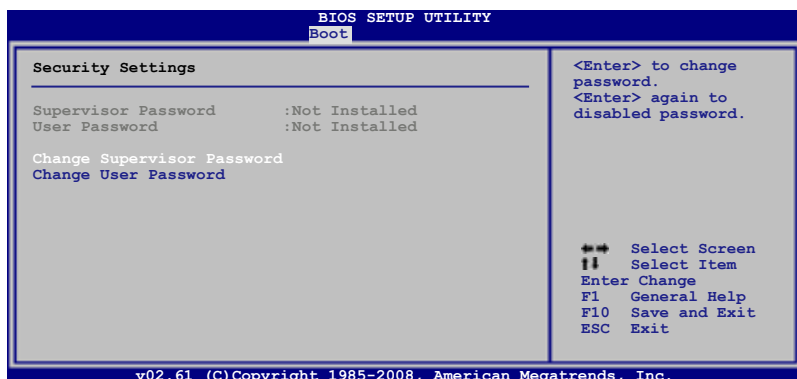 BIOS SETUP UTILITY
Boot
Security Settings
Supervisor Password :Not Installed
User Password :Not Installed
Change Supervisor Password
Change User Password
<Enter> to change
password.
<Enter> again to
disabled password.
Select Screen
Select Item
Enter Change
F1 General Help
F10 Save and Exit
ESC Exit
v02.61 (C)Copyright 1985-2008, American Megatrends, Inc.